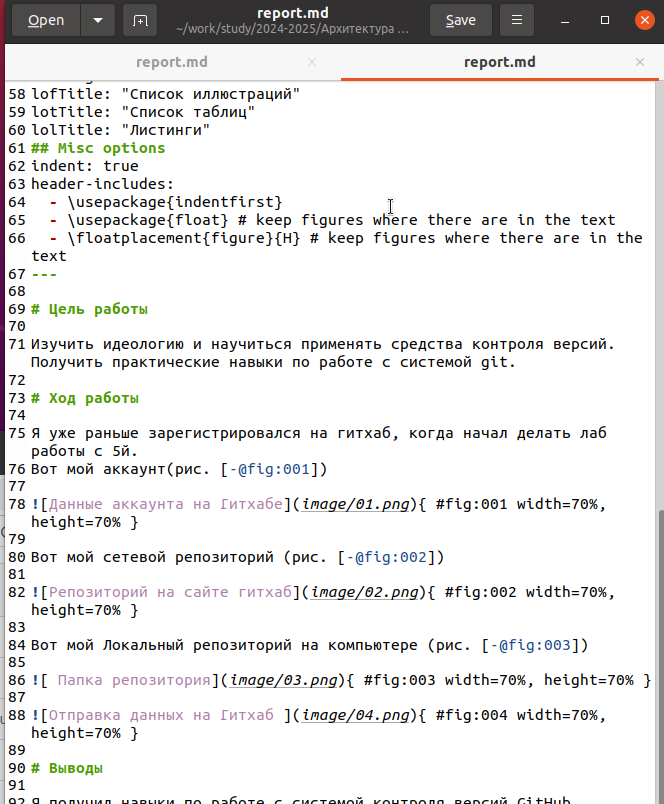 Open
report.md
~/work/study/2024-2025/Архитектура ...
Save
report.md
report.md
58 lofTitle: "Список иллюстраций"
59 lotTitle: "Список таблиц"
60 lolTitle: "Листинги"
61 ## Misc options
62 indent: true
63 header-includes:
64   - \usepackage{indentfirst}
65   - \usepackage{float} # keep figures where there are in the text
66   - \floatplacement{figure}{H} # keep figures where there are in the
text
67 ---
68
69 # Цель работы
70
71 Изучить идеологию и научиться применять средства контроля версий.
Получить практические навыки по работе с системой git.
72
73 # Ход работы
74
75 Я уже раньше зарегистрировался на гитхаб, когда начал делать лаб
работы с 5й.
76 Вот мой аккаунт(рис. [-@fig:001])
77
78 ![Данные аккаунта на Гитхабе](image/01.png){ #fig:001 width=70%,
height=70% }
79
80 Вот мой сетевой репозиторий (рис. [-@fig:002])
81
82 ![Репозиторий на сайте гитхаб](image/02.png){ #fig:002 width=70%,
height=70% }
83
84 Вот мой Локальный репозиторий на компьютере (рис. [-@fig:003])
85
86 ![ Папка репозитория](image/03.png){ #fig:003 width=70%, height=70% }
87
88 ![Отправка данных на Гитхаб ](image/04.png){ #fig:004 width=70%,
height=70% }
89
90 # Выводы
91
92 Я получил навыки по работе с системой контроля версий GitHub